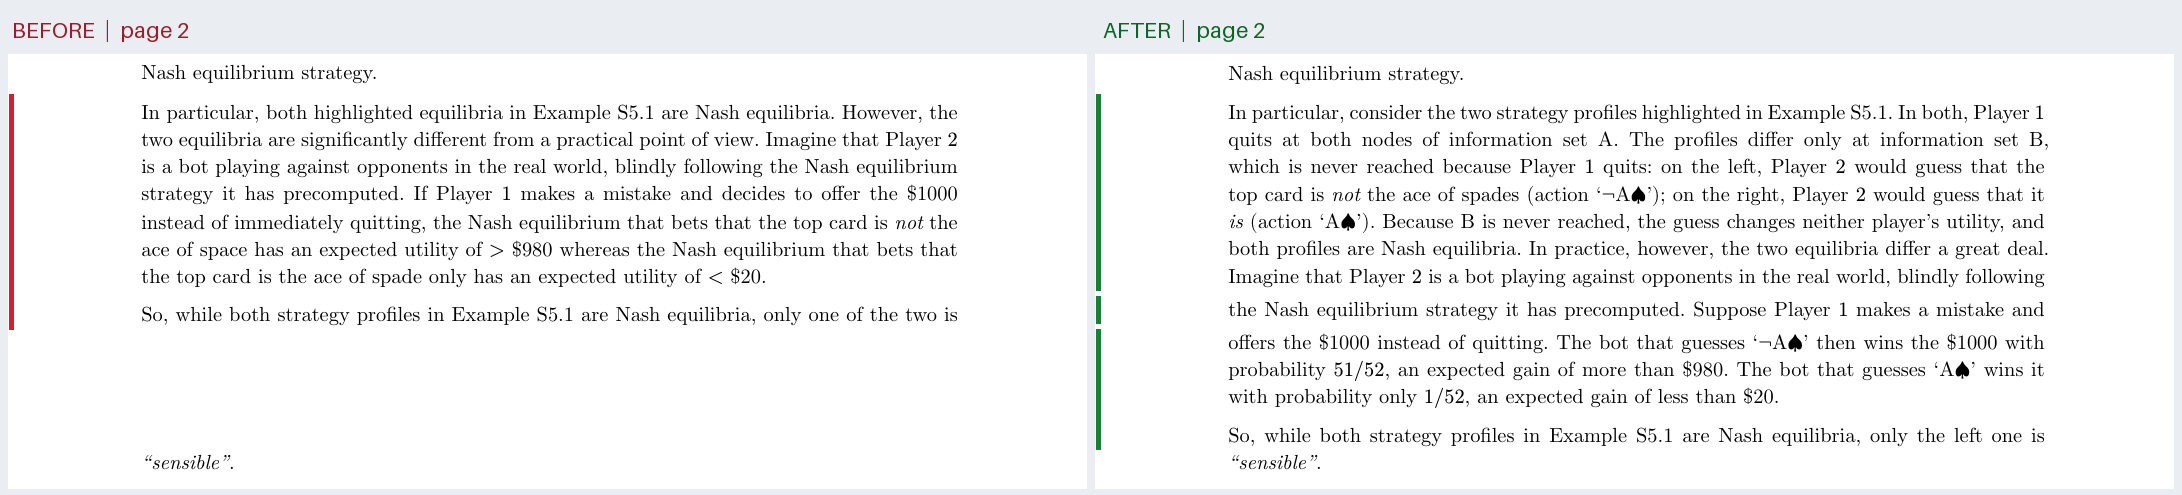 BEFORE | page 2
Nash equilibrium strategy.
In particular, both highlighted equilibria in Example S5.1 are Nash equilibria. However, the
two equilibria are significantly different from a practical point of view. Imagine that Player 2
is a bot playing against opponents in the real world, blindly following the Nash equilibrium
strategy it has precomputed. If Player 1 makes a mistake and decides to offer the $1000
instead of immediately quitting, the Nash equilibrium that bets that the top card is not the
ace of space has an expected utility of > $980 whereas the Nash equilibrium that bets that
the top card is the ace of spade only has an expected utility of < $20.
So, while both strategy profiles in Example S5.1 are Nash equilibria, only one of the two is
“sensible”.
AFTER | page 2
Nash equilibrium strategy.
In particular, consider the two strategy profiles highlighted in Example S5.1. In both, Player 1
quits at both nodes of information set A. The profiles differ only at information set B,
which is never reached because Player 1 quits: on the left, Player 2 would guess that the
top card is not the ace of spades (action ‘¬A♠’); on the right, Player 2 would guess that it
is (action ‘A♠’). Because B is never reached, the guess changes neither player’s utility, and
both profiles are Nash equilibria. In practice, however, the two equilibria differ a great deal.
Imagine that Player 2 is a bot playing against opponents in the real world, blindly following
the Nash equilibrium strategy it has precomputed. Suppose Player 1 makes a mistake and
offers the $1000 instead of quitting. The bot that guesses ‘¬A♠’ then wins the $1000 with
probability 51/52, an expected gain of more than $980. The bot that guesses ‘A♠’ wins it
with probability only 1/52, an expected gain of less than $20.
So, while both strategy profiles in Example S5.1 are Nash equilibria, only the left one is
“sensible”.